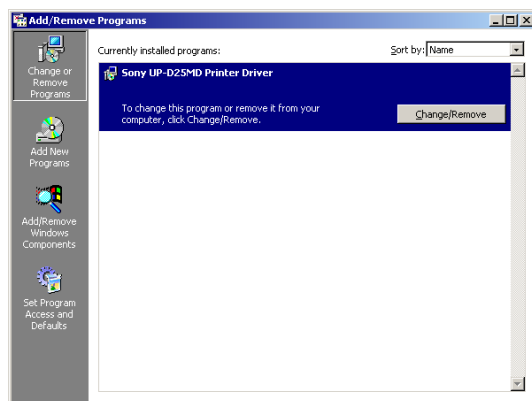 Add/Remove Programs
Change or
Remove
Programs
Add New
Programs
Add/Remove
Windows
Components
Set Program
Access and
Defaults
Currently installed programs:
Sort by: Name
Sony UP-D25MD Printer Driver
To change this program or remove it from your
computer, click Change/Remove.
Change/Remove